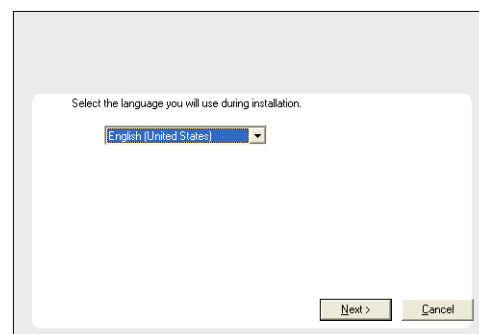 Select the language you will use during installation.
English (United States)
Next >
Cancel